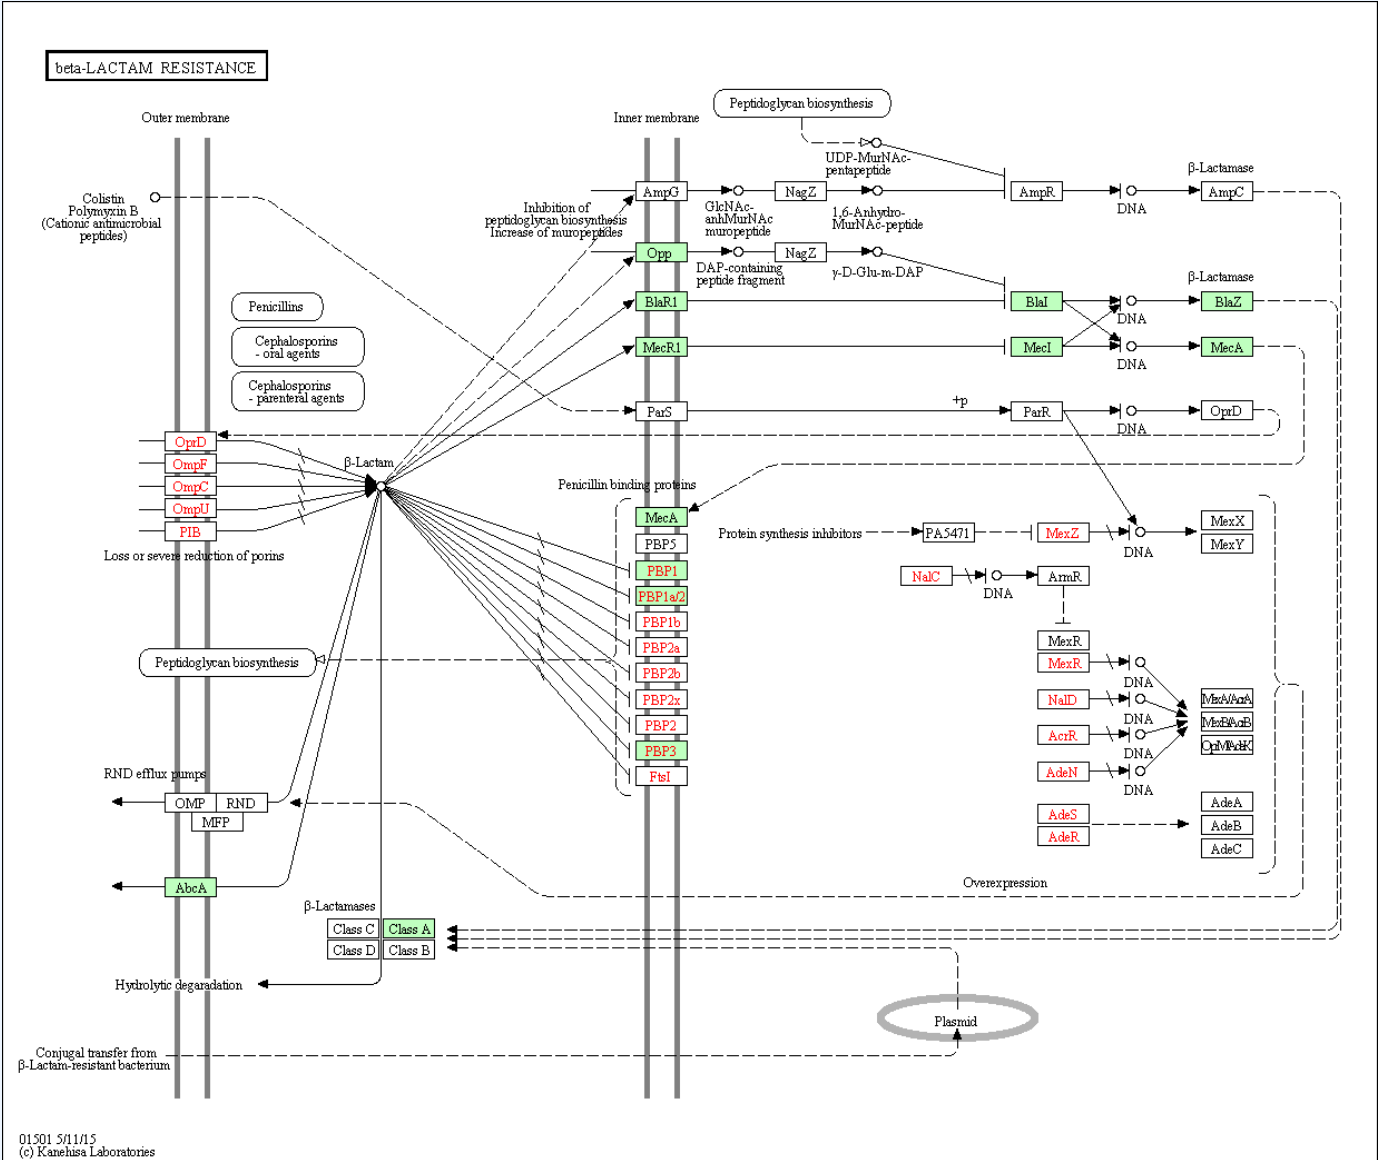 beta-LACTAM RESISTANCE
Outer membrane
Inner membrane
Peptidoglycan biosynthesis
UDP-MurNAc-
pentapeptide
β-Lactamase
Colistin
Polymyxin B
(Cationic antimicrobial
peptides)
Inhibition of
peptidoglycan biosynthesis
Increase of muropeptides
AmpG
GlcNAc-
anhMurNAc
muropeptide
NagZ
1,6-Anhydro-
MurNAc-peptide
AmpR
DNA
AmpC
Opp
DAP-containing
peptide fragment
NagZ
γ-D-Glu-m-DAP
β-Lactamase
Penicillins
BlaR1
BlaI
DNA
BlaZ
Cephalosporins
- oral agents
MecR1
MecI
DNA
MecA
Cephalosporins
- parenteral agents
ParS
+p
ParR
DNA
OprD
OprD
OmpF
OmpC
OmpU
PIB
Loss or severe reduction of porins
β-Lactam
Penicillin binding proteins
MecA
PBP5
PBP1
PBP1a/2
PBP1b
PBP2a
PBP2b
PBP2x
PBP2
PBP3
FtsI
Protein synthesis inhibitors
PA5471
MexZ
DNA
MexX
MexY
NalC
DNA
ArmR
MexR
MexR
DNA
NalD
DNA
AcrR
DNA
AdeN
DNA
MexA/AcrA
MexB/AcrB
OprM/AdeK
AdeS
AdeR
AdeA
AdeB
AdeC
Peptidoglycan biosynthesis
RND efflux pumps
OMP
RND
MFP
AbcA
Overexpression
β-Lactamases
Class C
Class A
Class D
Class B
Hydrolytic degaradation
Plasmid
Conjugal transfer from
β-Lactam-resistant bacterium
01501 5/11/15
(c) Kanehisa Laboratories